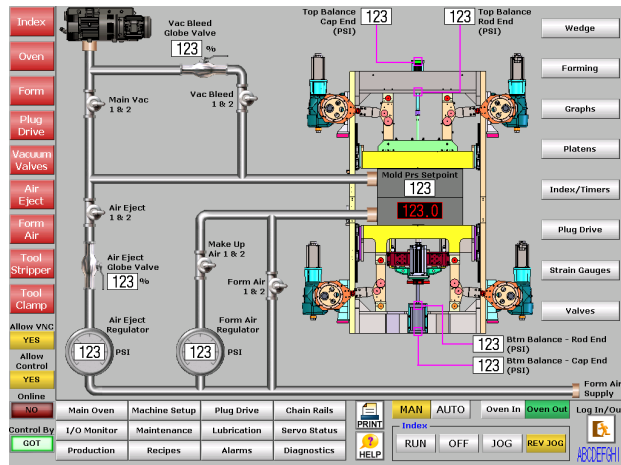 Index
Oven
Form
Plug
Drive
Vacuum
Valves
Air
Eject
Form
Air
Tool
Stripper
Tool
Clamp
Allow VNC
YES
Allow
Control
YES
Online
NO
Control By
GOT
Vac Bleed
Globe Valve
123 %
Main Vac
1 & 2
Vac Bleed
1 & 2
Air Eject
1 & 2
Air Eject
Globe Valve
123 %
Make Up
Air 1 & 2
Form Air
1 & 2
Air Eject
Regulator
123 PSI
Form Air
Regulator
123 PSI
Top Balance
Cap End
(PSI)
123
123
Top Balance
Rod End
(PSI)
Mold Prs Setpoint
123
123.0
123 Btm Balance - Rod End
(PSI)
123 Btm Balance - Cap End
(PSI)
Form Air
Supply
Wedge
Forming
Graphs
Platens
Index/Timers
Plug Drive
Strain Gauges
Valves
Main Oven Machine Setup Plug Drive Chain Rails
I/O Monitor Maintenance Lubrication Servo Status
Production Recipes Alarms Diagnostics
PRINT
HELP
MAN AUTO Oven In Oven Out
Index
RUN OFF JOG REV JOG
Log In/Ou
ABCDEFGHI